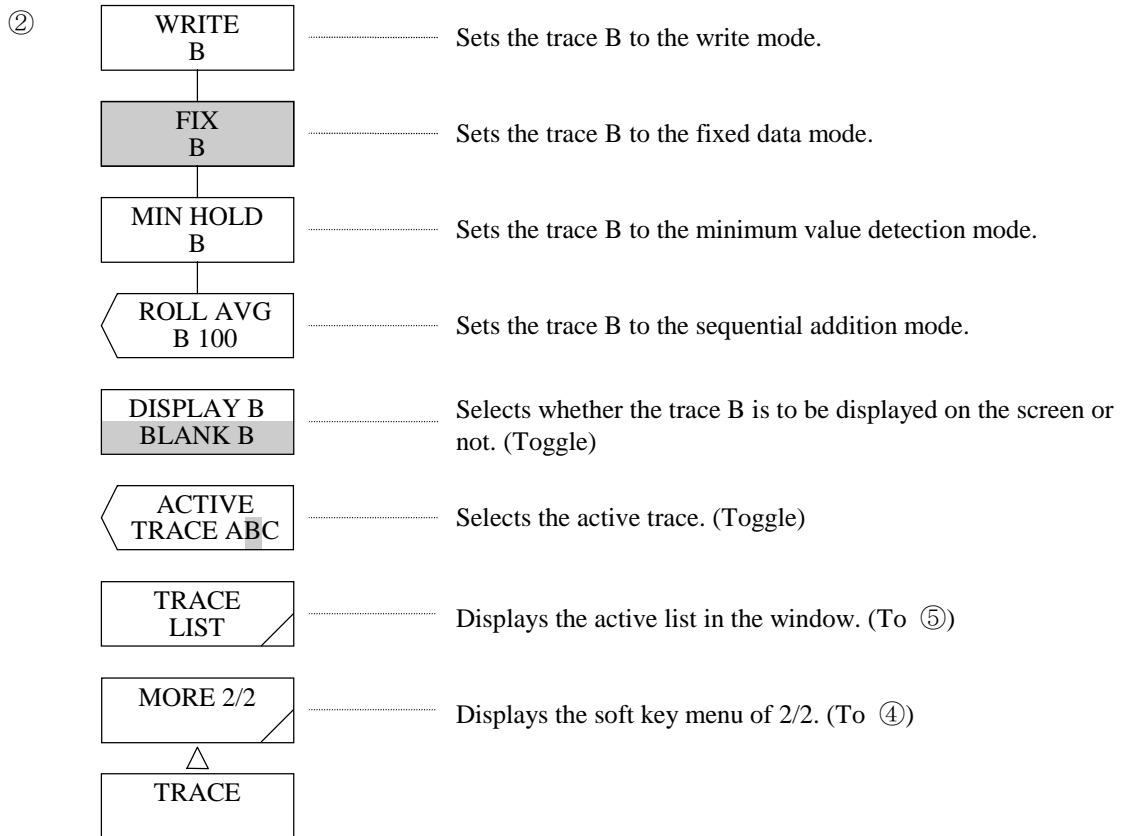 ②
WRITE
B
Sets the trace B to the write mode.
FIX
B
Sets the trace B to the fixed data mode.
MIN HOLD
B
Sets the trace B to the minimum value detection mode.
ROLL AVG
B 100
Sets the trace B to the sequential addition mode.
DISPLAY B
BLANK B
Selects whether the trace B is to be displayed on the screen or
not. (Toggle)
ACTIVE
TRACE ABC
Selects the active trace. (Toggle)
TRACE
LIST
Displays the active list in the window. (To ⑤)
MORE 2/2
Displays the soft key menu of 2/2. (To ④)
TRACE